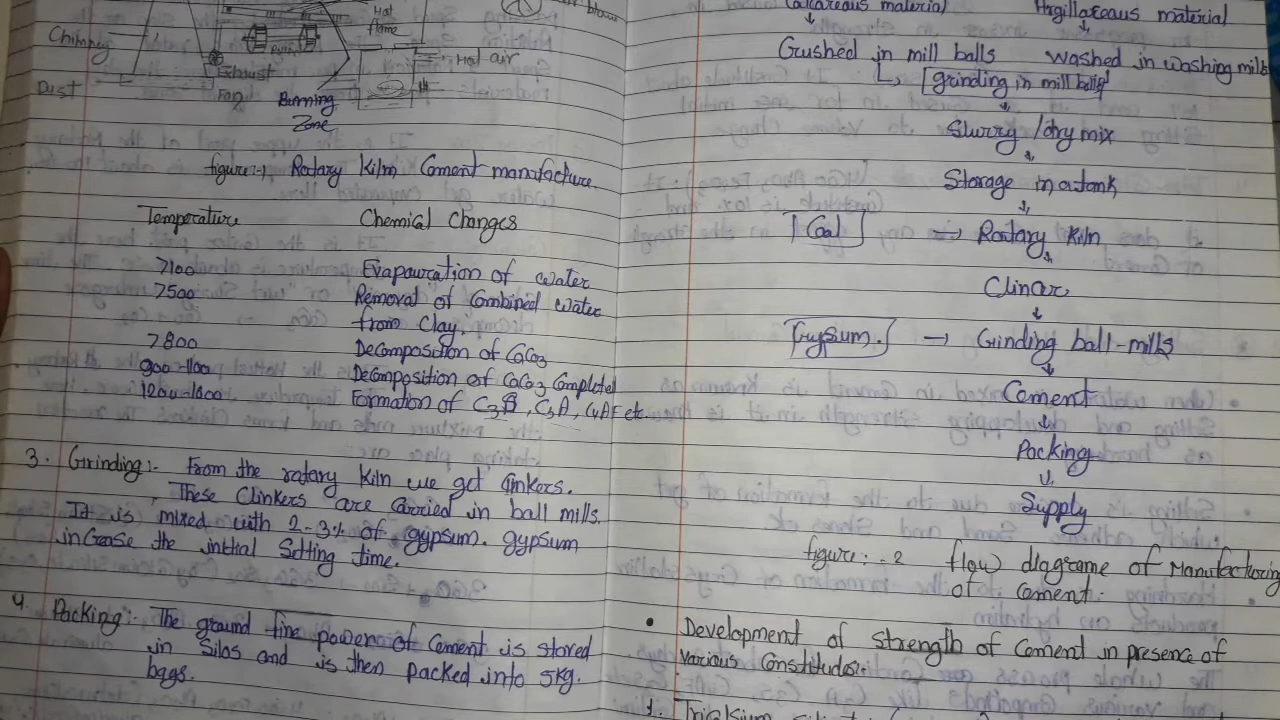 Chimney
Dust
Exhaust
Fan
Burning
Zone
Hot
flame
Hot air
figure:-1 Rotary Kiln Cement manufacture.
Temperature Chemical Changes
7100 Evapouration of water
7500 Removal of Combined water
from Clay.
7800 Decomposition of CaCO3
900-1100 Decomposition of CaCO3 Completel
1200-1800 Formation of C3S, C3A, C4AF etc.
3. Grinding:- From the rotary kiln we get Clinkers.
These Clinkers are Carried in ball mills.
It is mixed with 2-3% of gypsum. gypsum
increase the initial Setting time.
4. Packing:- The ground fine power of Cement is stored
in Silos and is then packed into 5kg.
bags.
Calcareous material Argillaceous material
Crushed in mill balls Washed in washing mills
grinding in mill balls
Slurry / dry mix
Storage in a tank
Coal → Rotary Kiln
Clinar
Gypsum. → Grinding ball-mills
Cement
Packing
Supply
figure:-2 flow diagrame of Manufacturing
of cement.
• Development of strength of Cement in presence of
various Constitudes:-